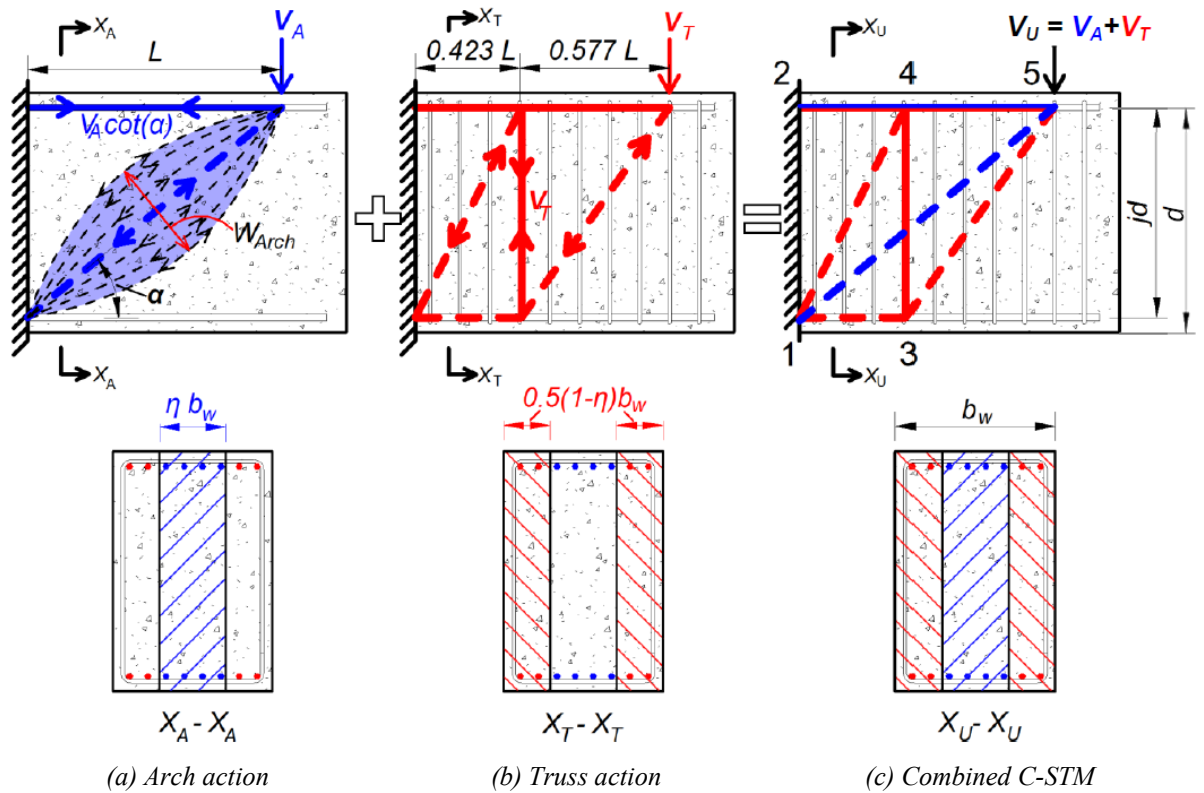 X_A
V_A
L
V_A cot(α)
W_Arch
α
X_A
η b_w
X_A - X_A
(a) Arch action
X_T
V_T
0.423 L
0.577 L
V_T
X_T
0.5(1-η)b_w
X_T - X_T
(b) Truss action
X_U
V_U = V_A+V_T
2
4
5
jd
d
1
3
X_U
b_w
X_U- X_U
(c) Combined C-STM